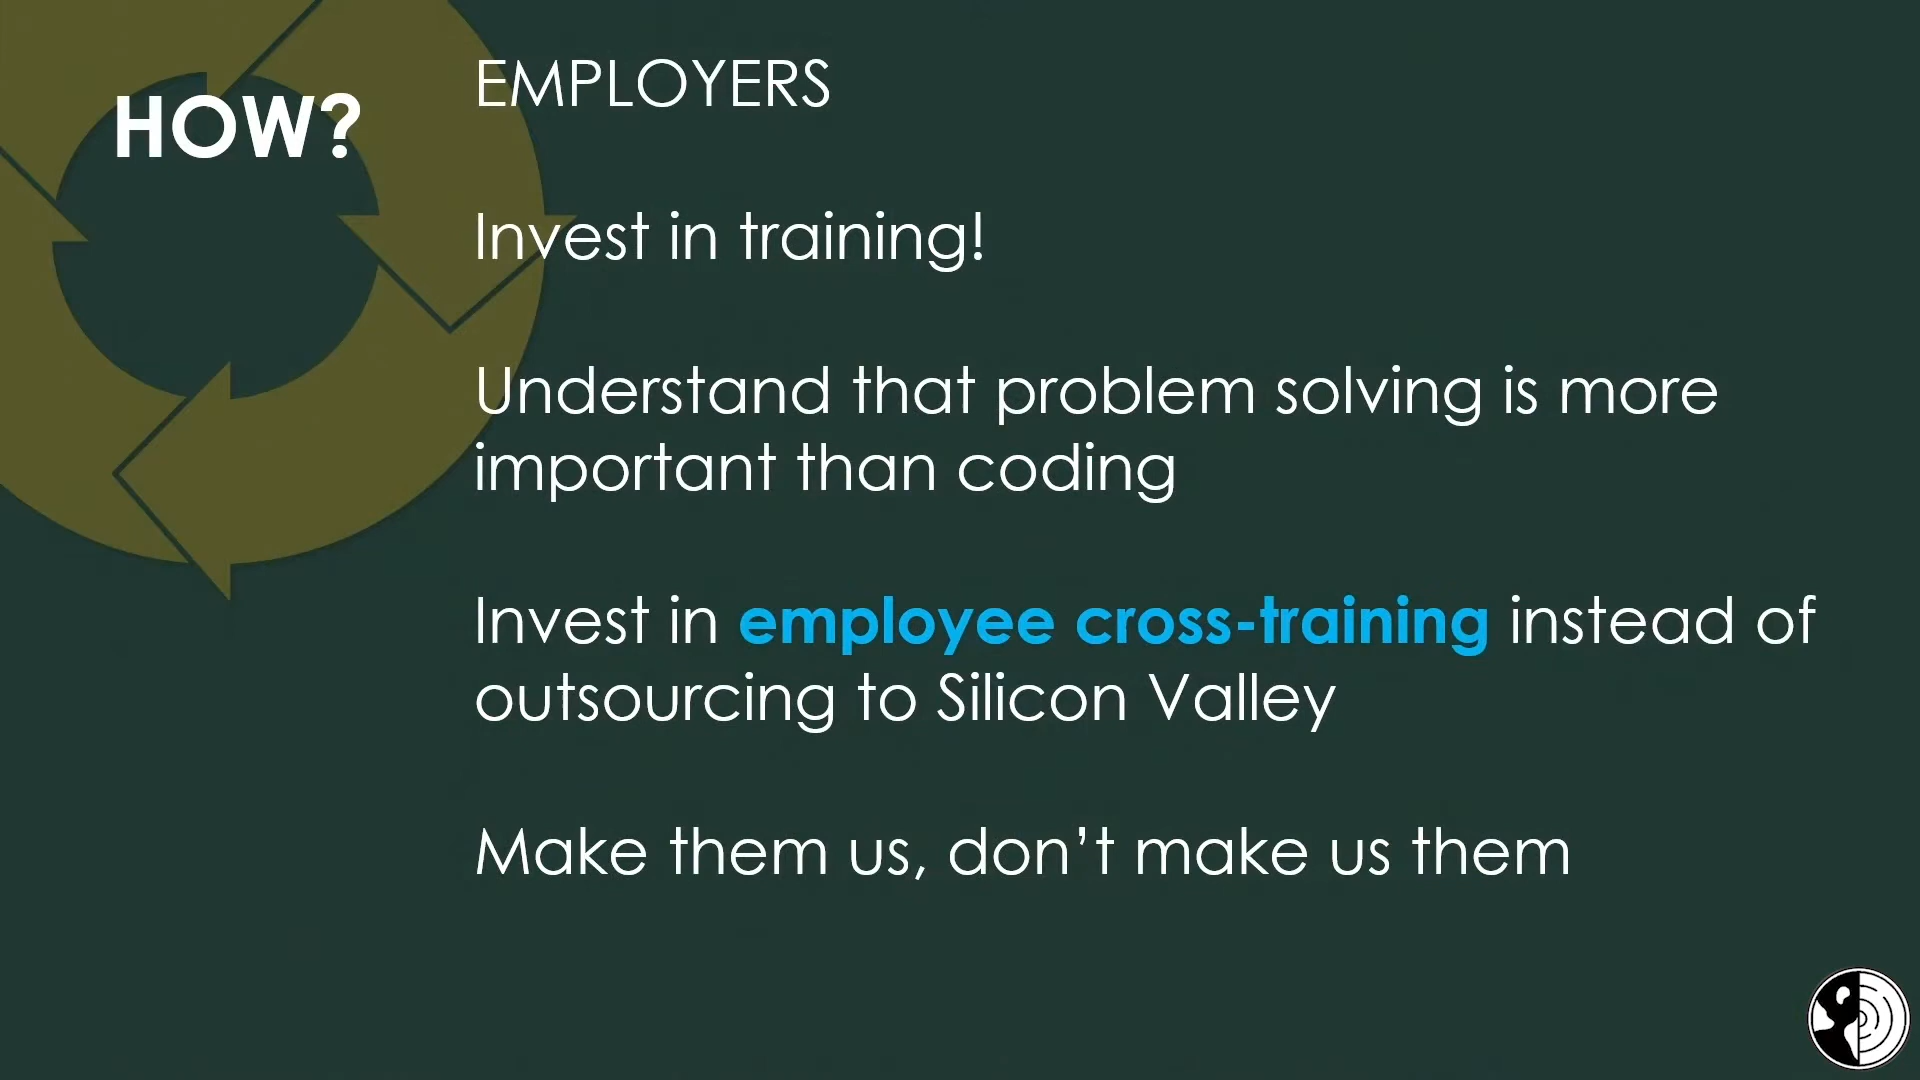 HOW?
EMPLOYERS
Invest in training!
Understand that problem solving is more
important than coding
Invest in employee cross-training instead of
outsourcing to Silicon Valley
Make them us, don’t make us them